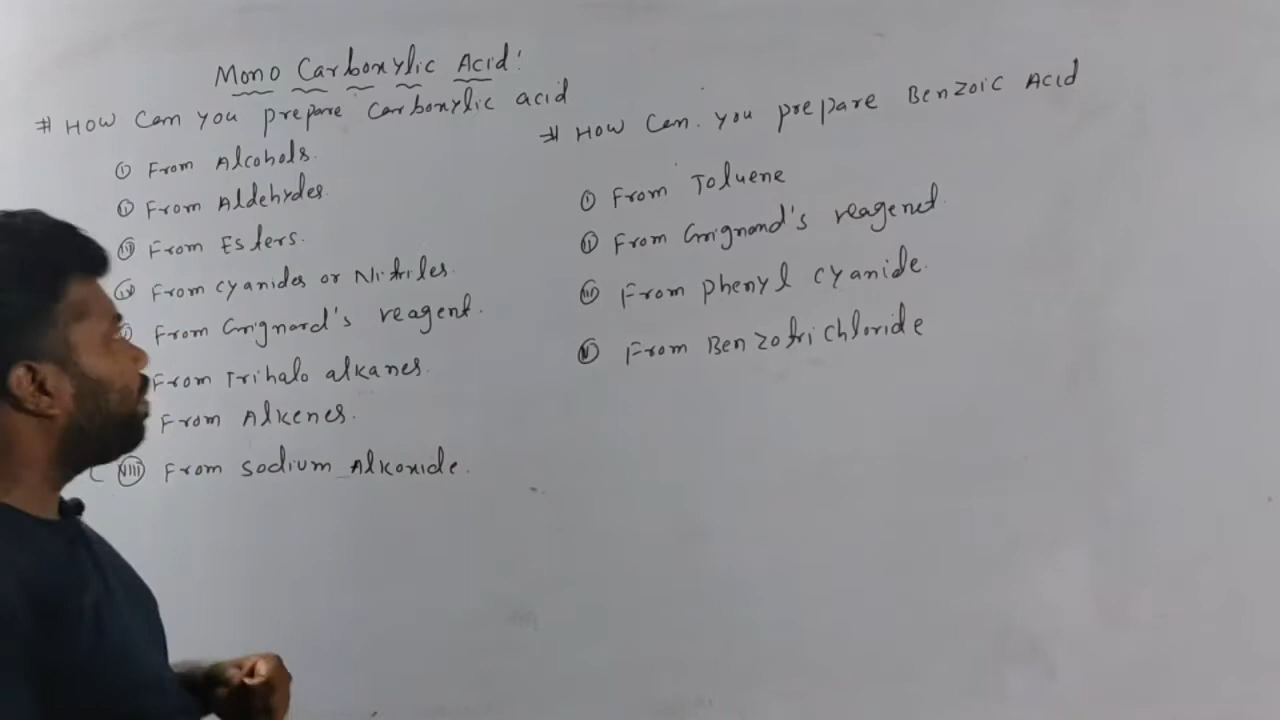 Mono Carboxylic Acid:
# How can you prepare carboxylic acid
(i) From Alcohols.
(ii) From Aldehydes.
(iii) From Esters.
(iv) From cyanides or Nitriles.
From Grignard's reagent.
From Trihalo alkanes.
From Alkenes.
(VIII) From Sodium Alkoxide.
# How can. you prepare Benzoic Acid
(i) From Toluene
(ii) From Grignard's reagenet.
(iii) From phenyl cyanide.
From Benzotrichloride